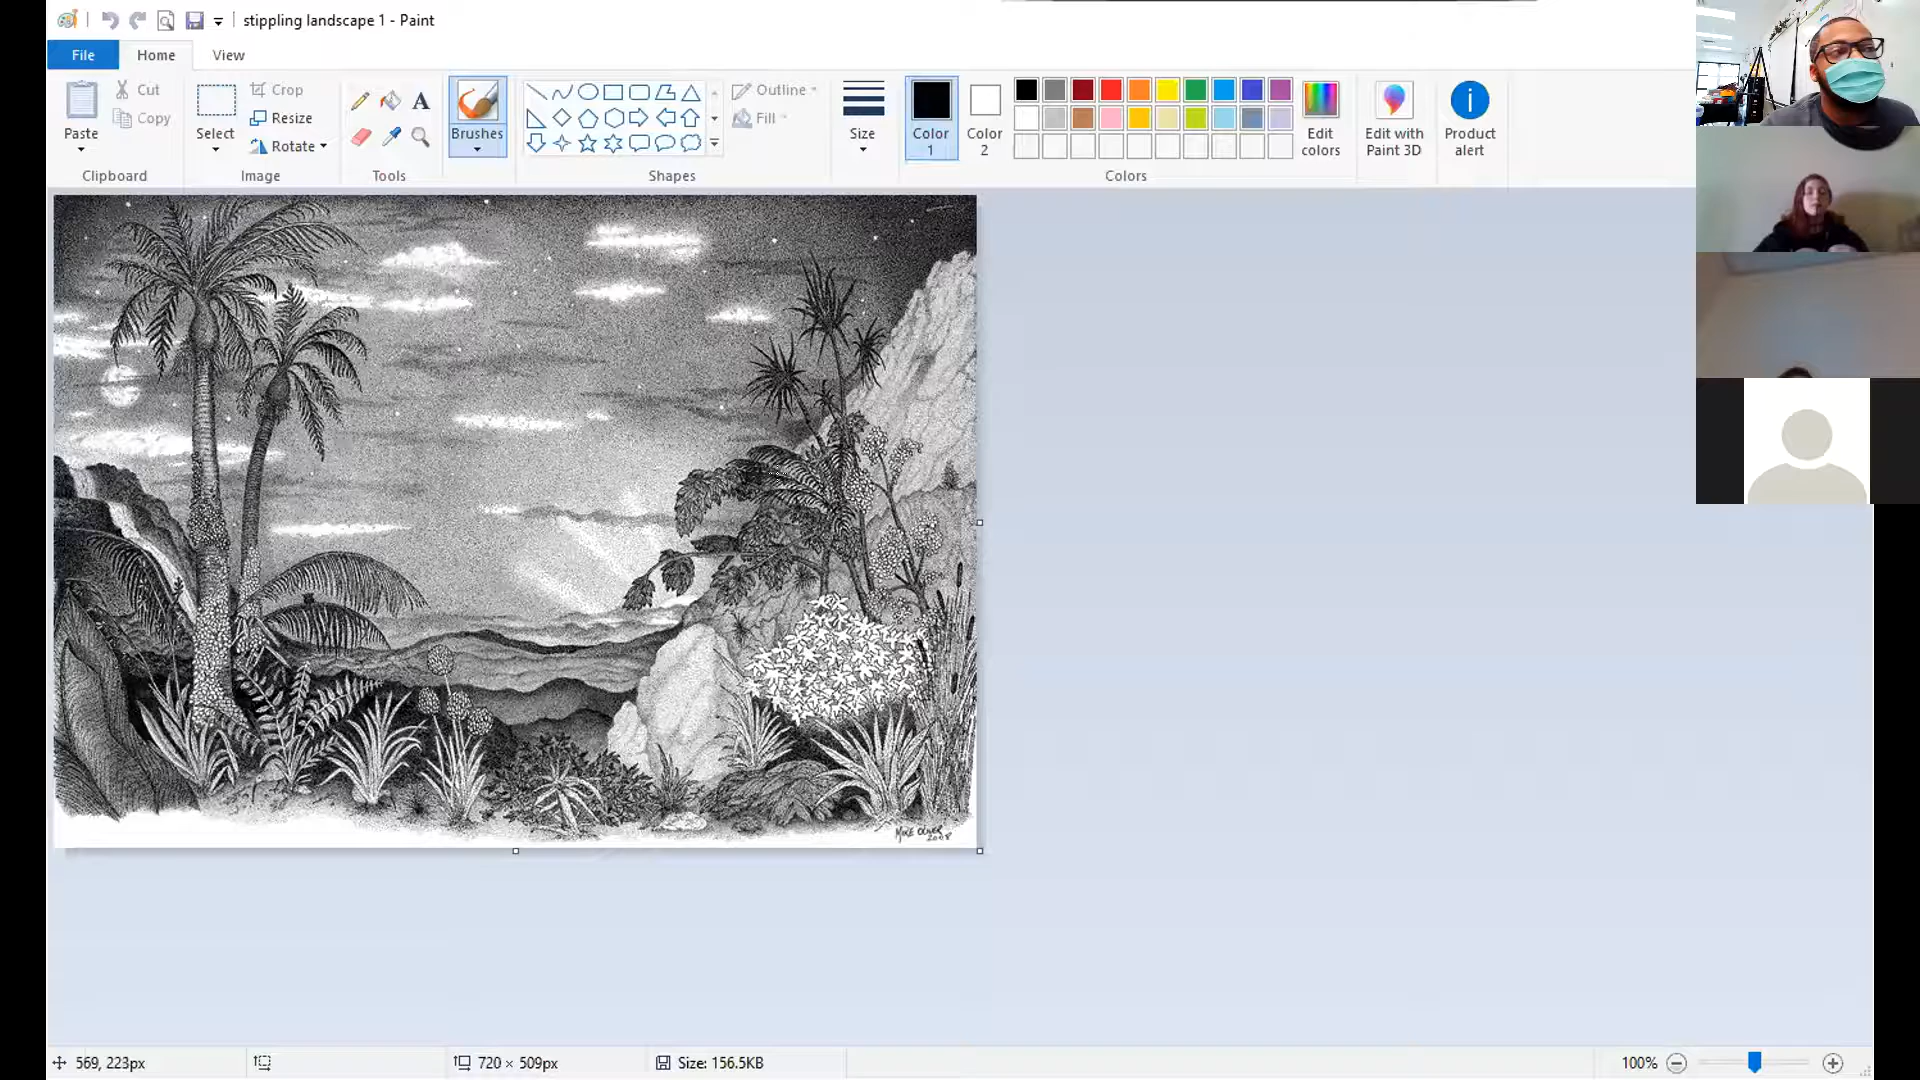 stippling landscape 1 - Paint
File Home View
Paste
Cut
Copy
Clipboard
Select
Crop
Resize
Rotate
Image
Tools
Brushes
Outline
Fill
Shapes
Size
Color 1
Color 2
Edit colors
Colors
Edit with Paint 3D
Product alert
2008
569, 223px
720 × 509px
Size: 156.5KB
100%